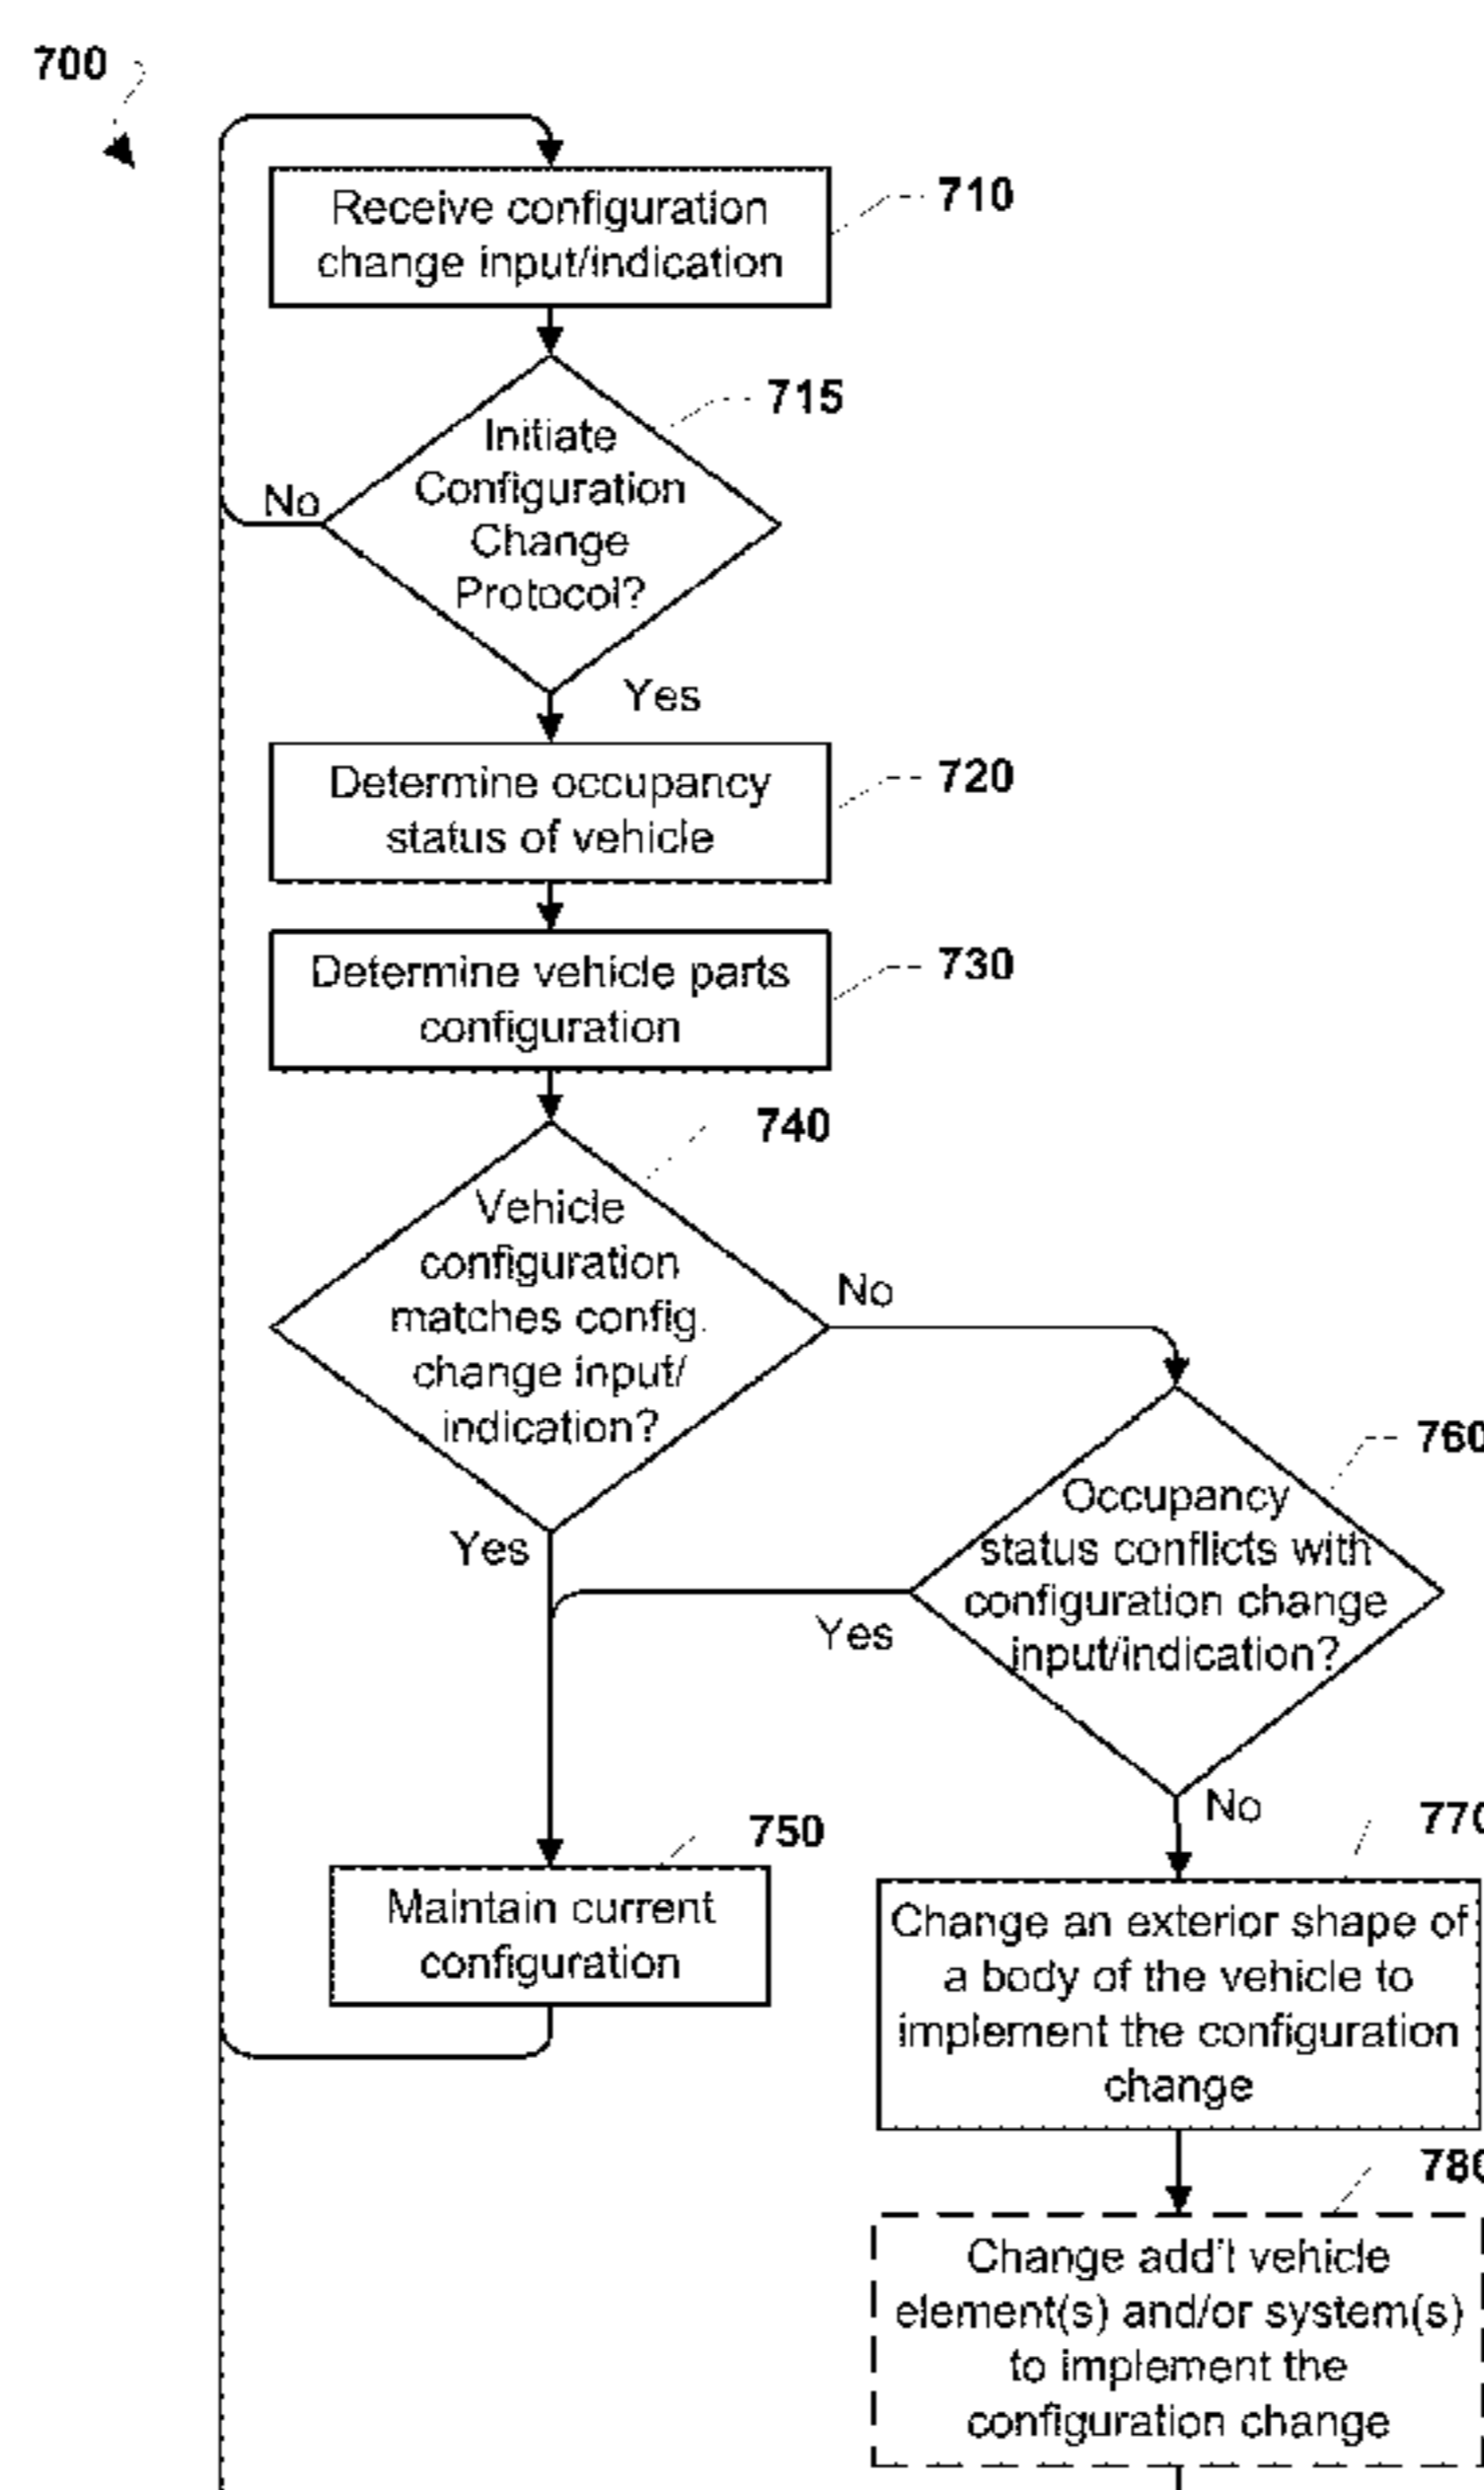 700
Receive configuration
change input/indication
710
Initiate
Configuration
Change
Protocol?
715
No
Yes
Determine occupancy
status of vehicle
720
Determine vehicle parts
configuration
730
Vehicle
configuration
matches config.
change input/
indication?
740
No
Yes
Occupancy
status conflicts with
configuration change
input/indication?
760
Yes
No
Maintain current
configuration
750
Change an exterior shape of
a body of the vehicle to
implement the configuration
change
770
Change add't vehicle
element(s) and/or system(s)
to implement the
configuration change
780